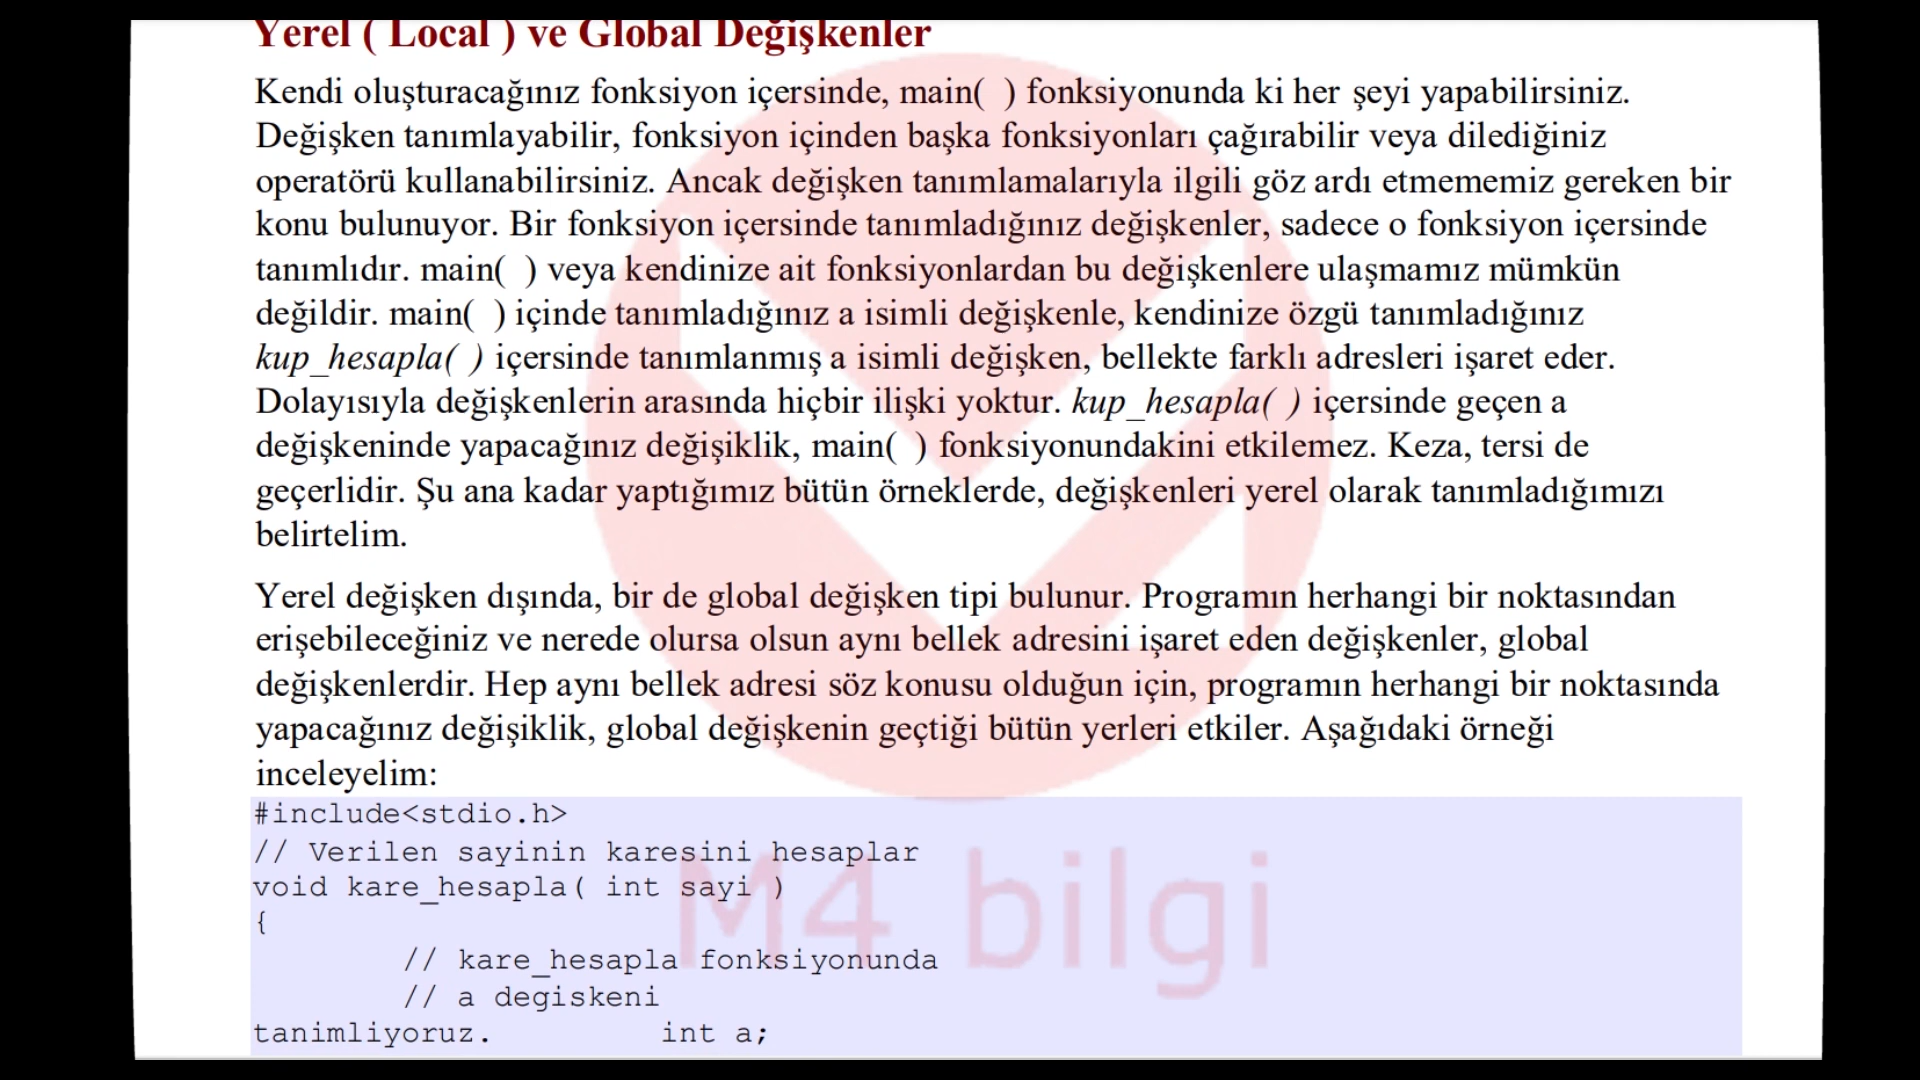 Yerel ( Local ) ve Global Değişkenler
Kendi oluşturacağınız fonksiyon içersinde, main( ) fonksiyonunda ki her şeyi yapabilirsiniz.
Değişken tanımlayabilir, fonksiyon içinden başka fonksiyonları çağırabilir veya dilediğiniz
operatörü kullanabilirsiniz. Ancak değişken tanımlamalarıyla ilgili göz ardı etmememiz gereken bir
konu bulunuyor. Bir fonksiyon içersinde tanımladığınız değişkenler, sadece o fonksiyon içersinde
tanımlıdır. main( ) veya kendinize ait fonksiyonlardan bu değişkenlere ulaşmamız mümkün
değildir. main( ) içinde tanımladığınız a isimli değişkenle, kendinize özgü tanımladığınız
kup_hesapla( ) içersinde tanımlanmış a isimli değişken, bellekte farklı adresleri işaret eder.
Dolayısıyla değişkenlerin arasında hiçbir ilişki yoktur. kup_hesapla( ) içersinde geçen a
değişkeninde yapacağınız değişiklik, main( ) fonksiyonundakini etkilemez. Keza, tersi de
geçerlidir. Şu ana kadar yaptığımız bütün örneklerde, değişkenleri yerel olarak tanımladığımızı
belirtelim.
Yerel değişken dışında, bir de global değişken tipi bulunur. Programın herhangi bir noktasından
erişebileceğiniz ve nerede olursa olsun aynı bellek adresini işaret eden değişkenler, global
değişkenlerdir. Hep aynı bellek adresi söz konusu olduğun için, programın herhangi bir noktasında
yapacağınız değişiklik, global değişkenin geçtiği bütün yerleri etkiler. Aşağıdaki örneği
inceleyelim:
#include<stdio.h>
// Verilen sayinin karesini hesaplar
void kare_hesapla( int sayi )
{
// kare_hesapla fonksiyonunda
// a degiskeni
tanimliyoruz. int a;
M4 bilgi